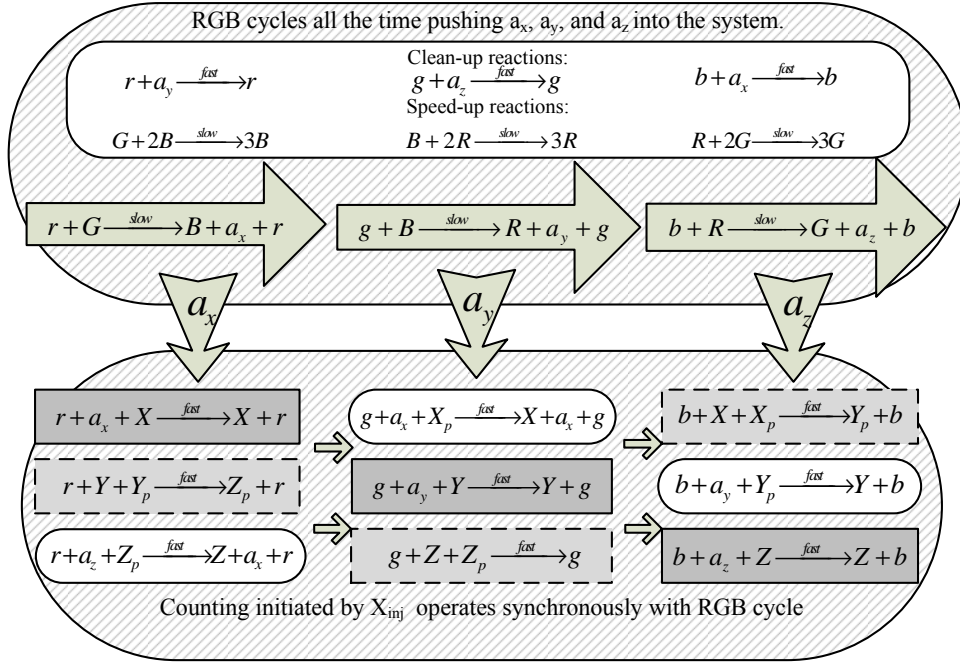 RGB cycles all the time pushing a_x, a_y, and a_z into the system.
Clean-up reactions:
r + a_y —fast→ r
g + a_z —fast→ g
b + a_x —fast→ b
Speed-up reactions:
G + 2B —slow→ 3B
B + 2R —slow→ 3R
R + 2G —slow→ 3G
r + G —slow→ B + a_x + r
g + B —slow→ R + a_y + g
b + R —slow→ G + a_z + b
a_x
a_y
a_z
r + a_x + X —fast→ X + r
g + a_x + X_p —fast→ X + a_x + g
b + X + X_p —fast→ Y_p + b
r + Y + Y_p —fast→ Z_p + r
g + a_y + Y —fast→ Y + g
b + a_y + Y_p —fast→ Y + b
r + a_z + Z_p —fast→ Z + a_x + r
g + Z + Z_p —fast→ g
b + a_z + Z —fast→ Z + b
Counting initiated by X_inj operates synchronously with RGB cycle